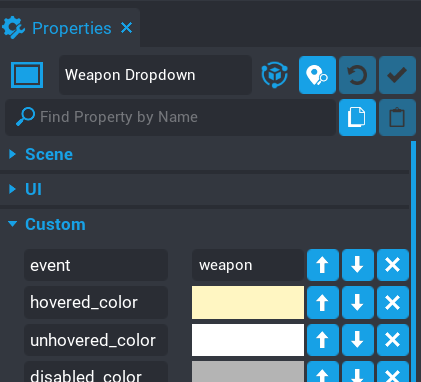 Properties
Weapon Dropdown
Find Property by Name
Scene
UI
Custom
event weapon
hovered_color
unhovered_color
disabled_color